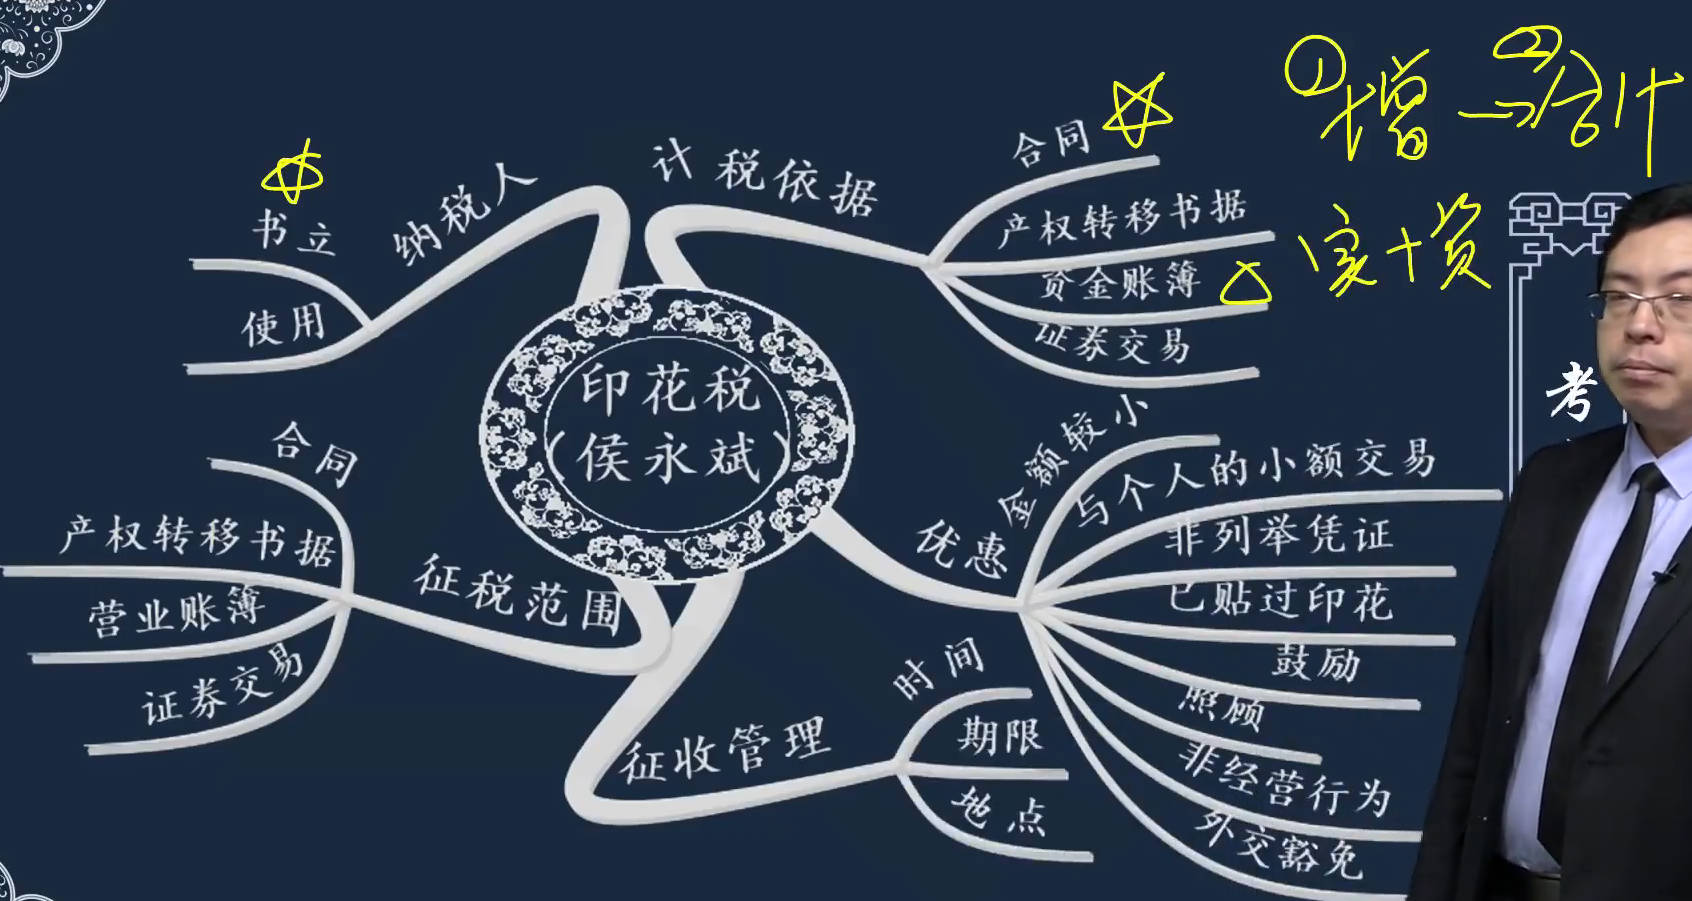 印花税
(侯永斌)
纳税人
书立
使用
计税依据
合同
产权转移书据
资金账簿
证券交易
征税范围
合同
产权转移书据
营业账簿
证券交易
优惠
金额较小
与个人的小额交易
非列举凭证
已贴过印花
鼓励
照顾
非经营行为
外交豁免
征收管理
时间
期限
地点
①增→②合计
实+资
考